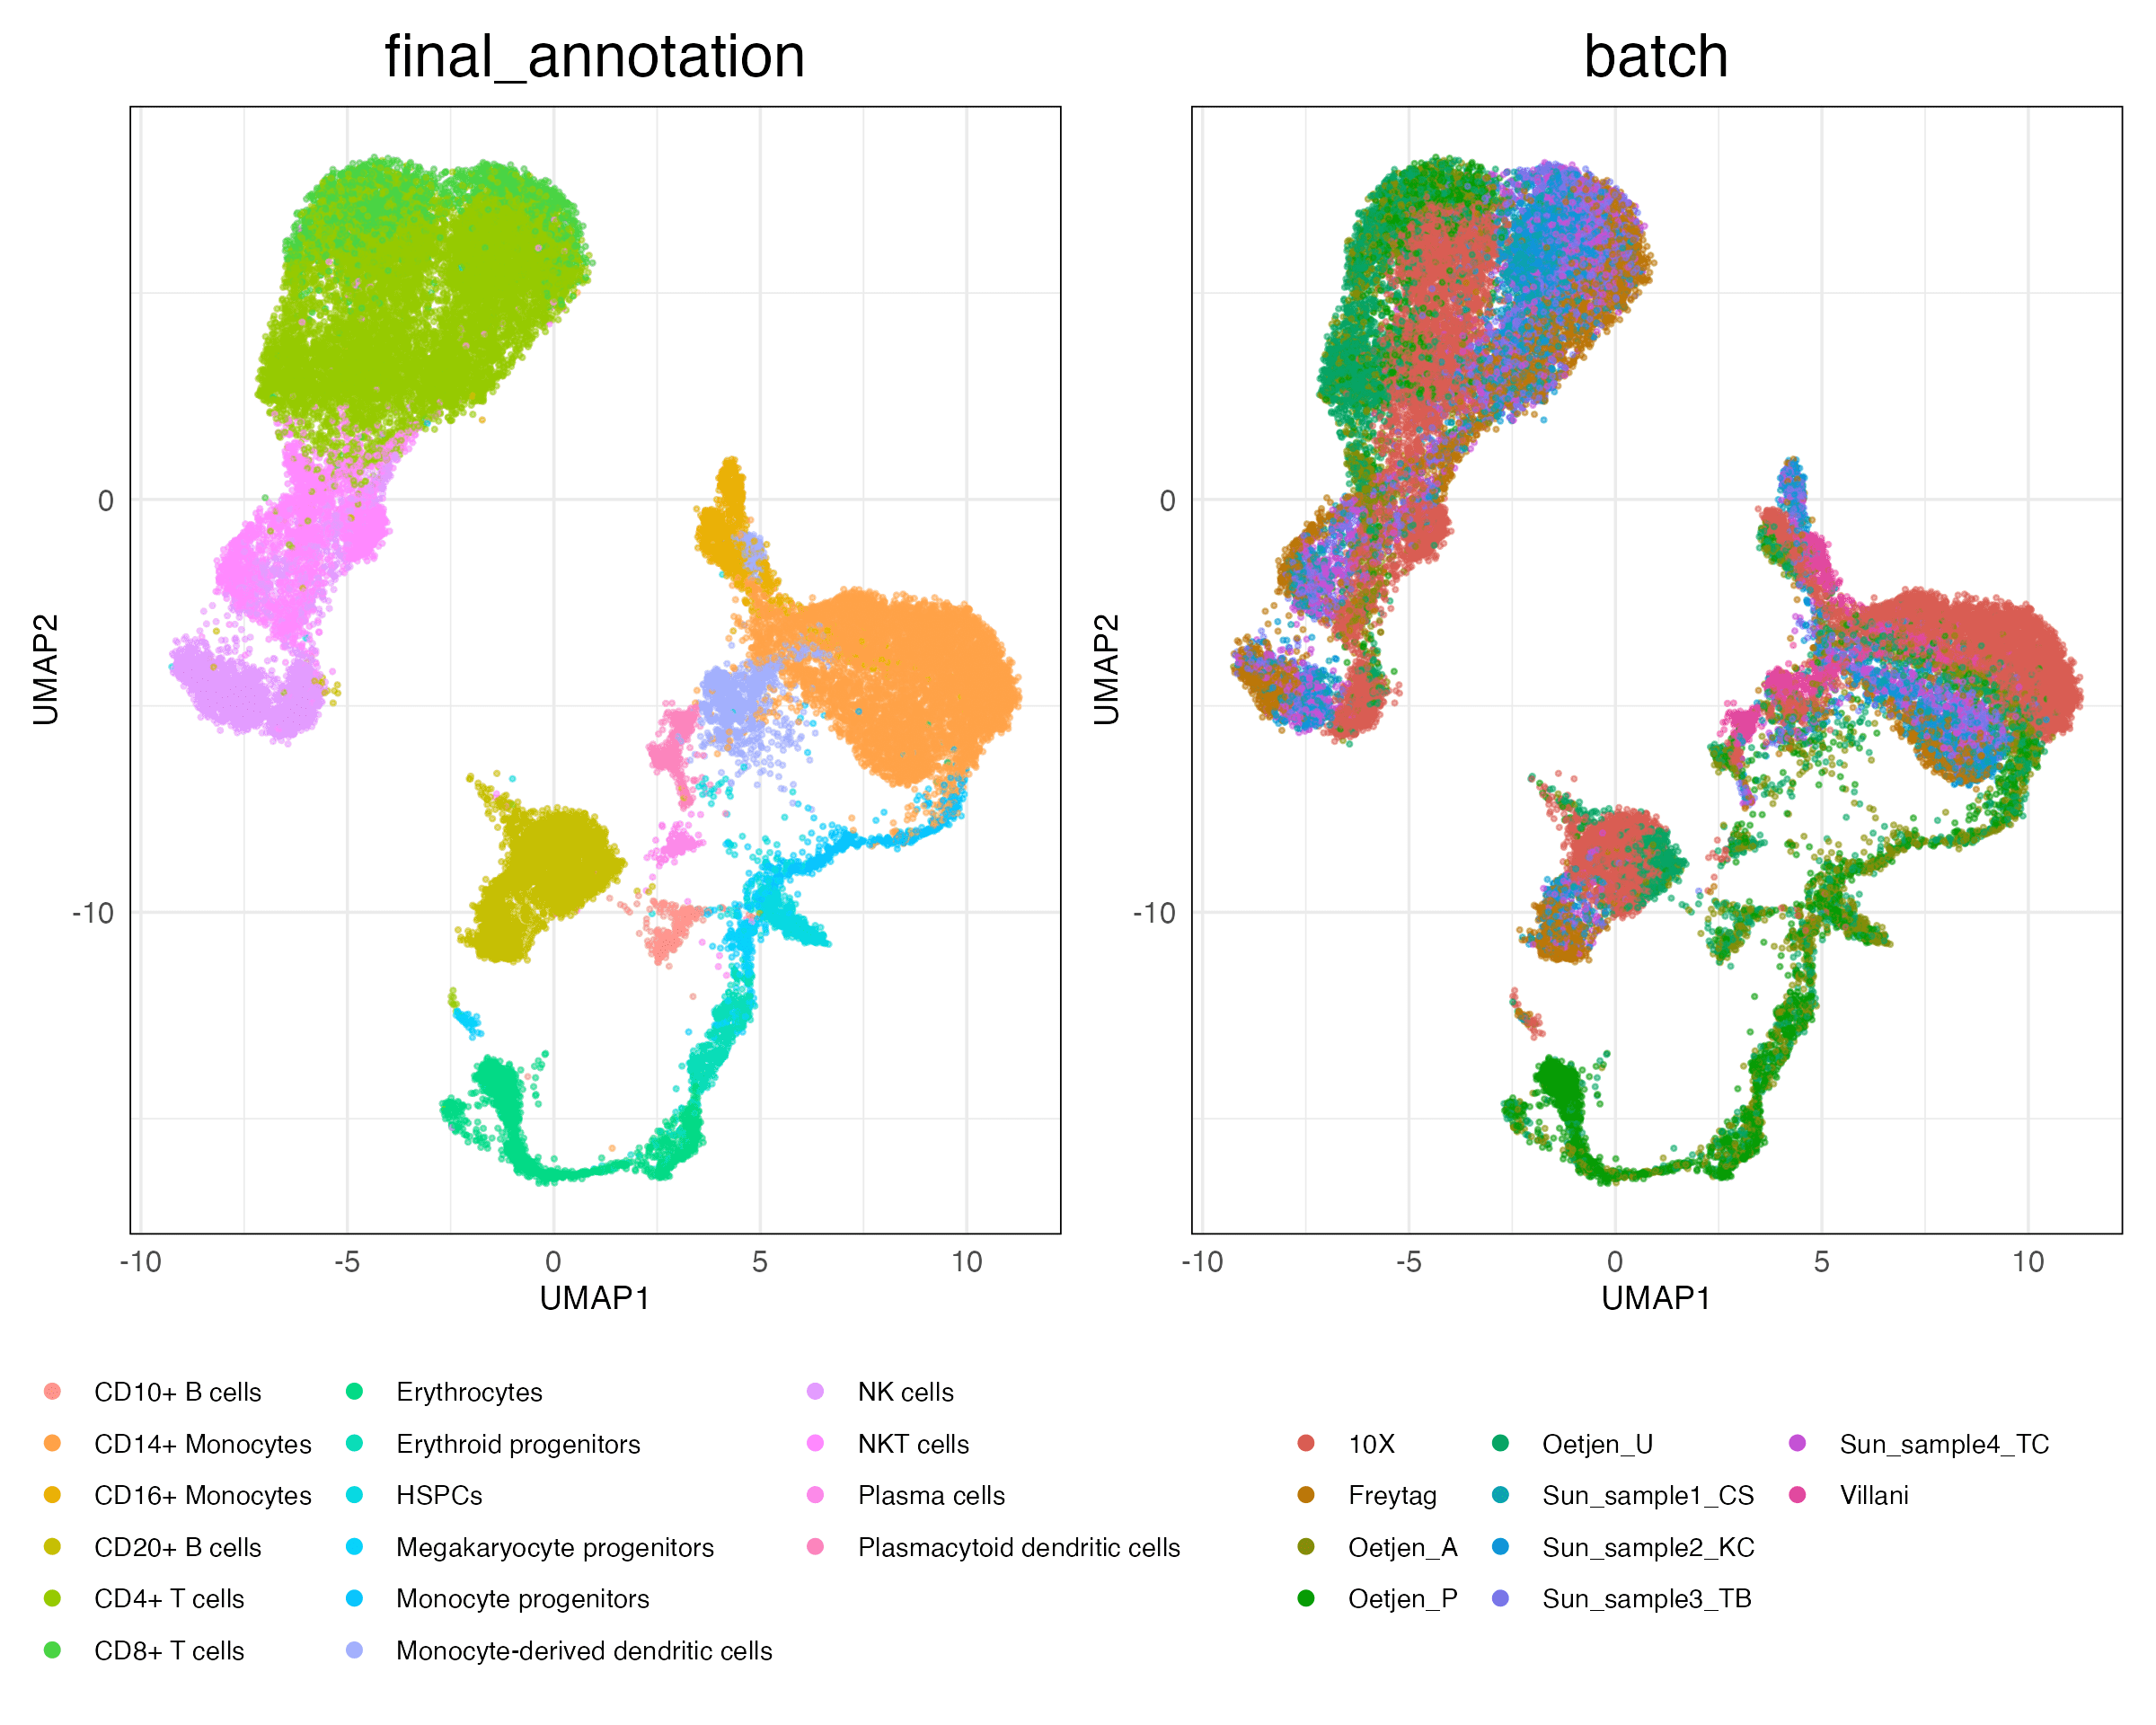 final_annotation
batch
UMAP2
0
-10
-10
-5
0
5
10
UMAP1
UMAP2
0
-10
-10
-5
0
5
10
UMAP1
CD10+ B cells
CD14+ Monocytes
CD16+ Monocytes
CD20+ B cells
CD4+ T cells
CD8+ T cells
Erythrocytes
Erythroid progenitors
HSPCs
Megakaryocyte progenitors
Monocyte progenitors
Monocyte-derived dendritic cells
NK cells
NKT cells
Plasma cells
Plasmacytoid dendritic cells
10X
Freytag
Oetjen_A
Oetjen_P
Oetjen_U
Sun_sample1_CS
Sun_sample2_KC
Sun_sample3_TB
Sun_sample4_TC
Villani